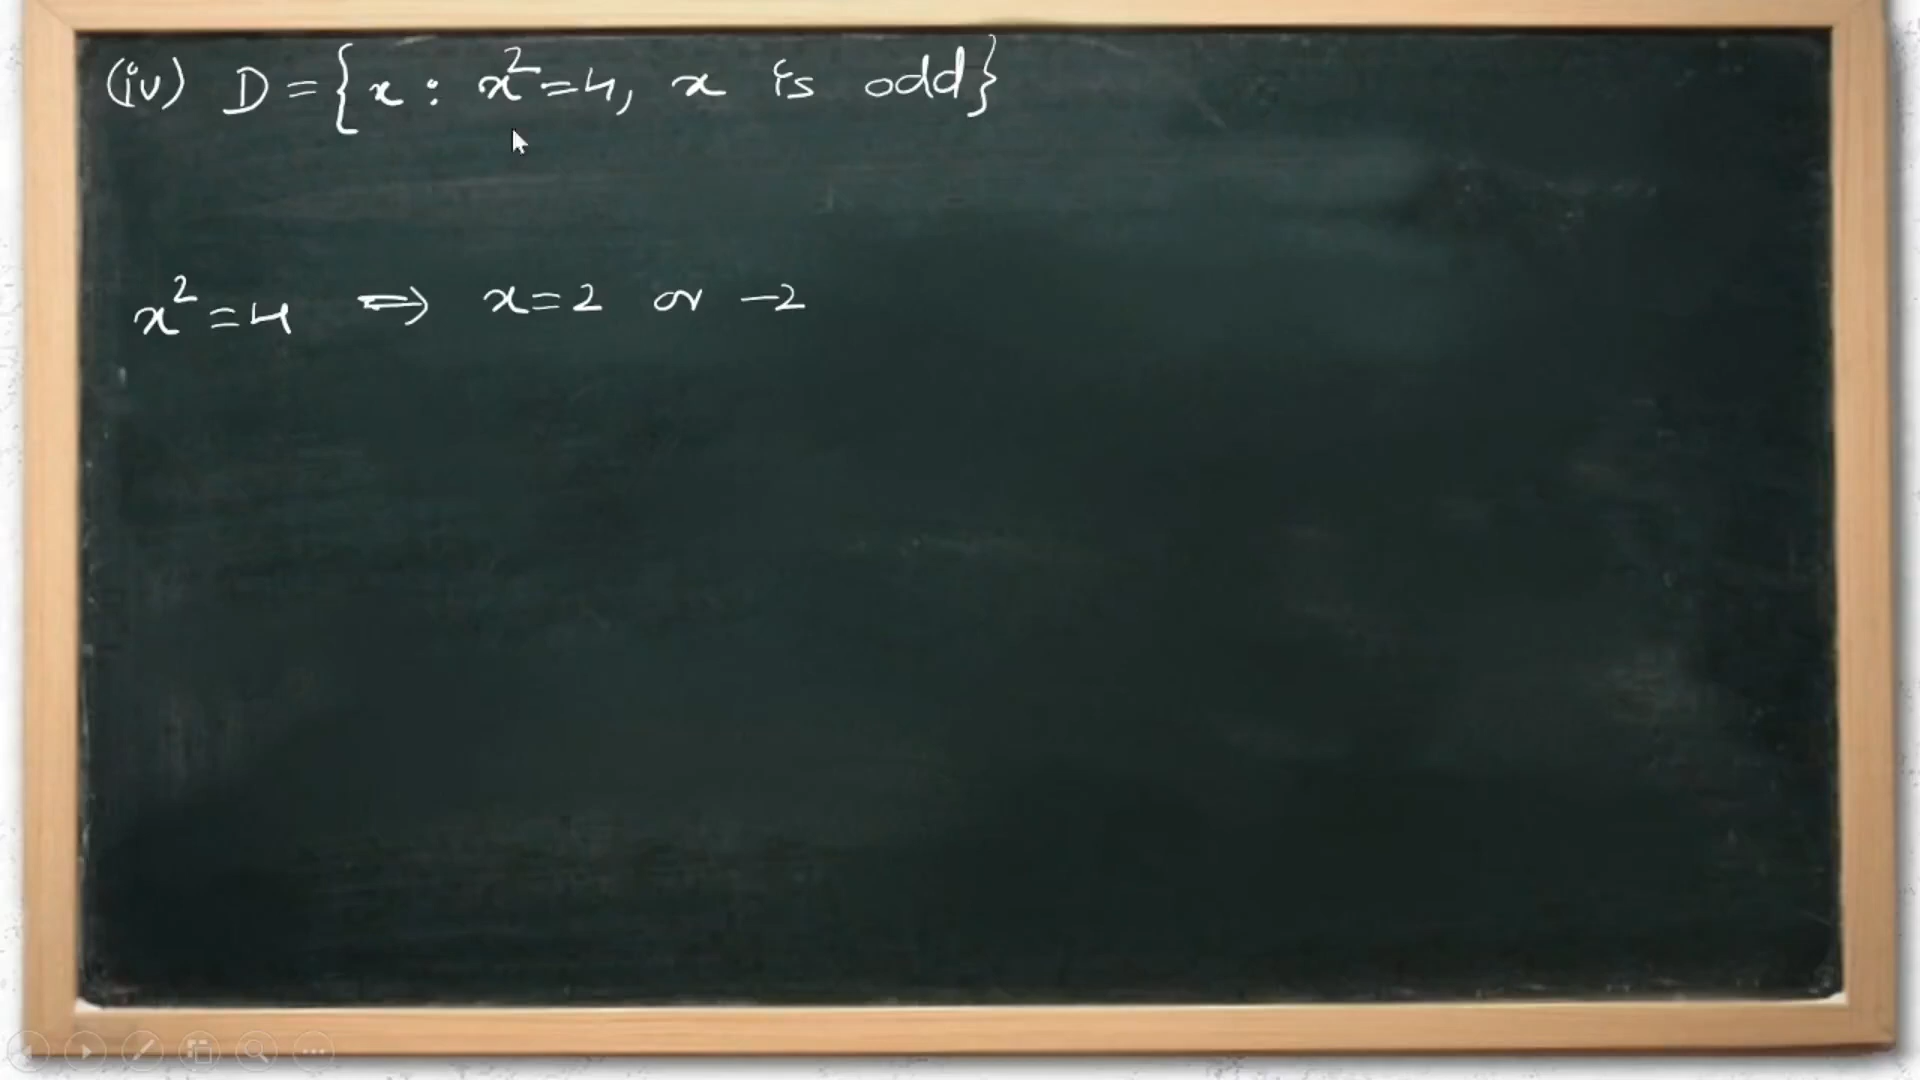 (iv) D = { x : x² = 4, x is odd}
x² = 4 ⇒ x = 2 or -2